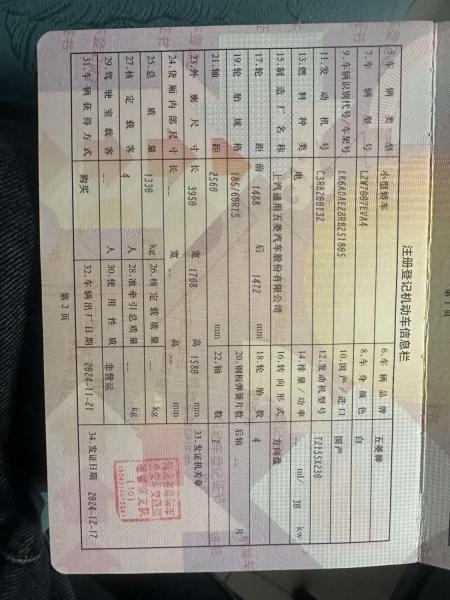 注册登记机动车信息栏
5.车辆类型 小型轿车 6.车辆品牌 五菱牌
7.车辆型号 LZW7007EVA4 8.车身颜色 白
9.车辆识别代号/车架号 LK6ADAE28RB251885 10.国产/进口 国产
11.发动机号 C3RB200132 12.发动机型号 TZ155X230
13.燃料种类 电 14.排量/功率 -- ml/ 30 kw
15.制造厂名称 上汽通用五菱汽车股份有限公司 16.转向形式 方向盘
17.轮距 前 1488 后 1472 mm 18.轮胎数 4
19.轮胎规格 185/20R15 20.钢板弹簧片数 后轴 -- 片
21.轴距 2560 mm 22.轴数 2
23.外廓尺寸 长 3950 宽 1708 高 1580 mm 33.发证机关章
24.货厢内部尺寸 长 -- 宽 -- 高 -- mm
25.总质量 1330 kg 26.核定载质量 -- kg
27.核定载客 4 人 28.准牵引总质量 -- kg
29.驾驶室载客 -- 人 30.使用性质 非营运
31.车辆获得方式 购买 32.车辆出厂日期 2024-11-21 34.发证日期 2024-12-17
第2页